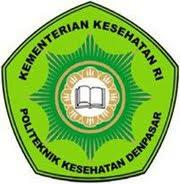 KEMENTERIAN KESEHATAN RI
POLITEKNIK KESEHATAN DENPASAR